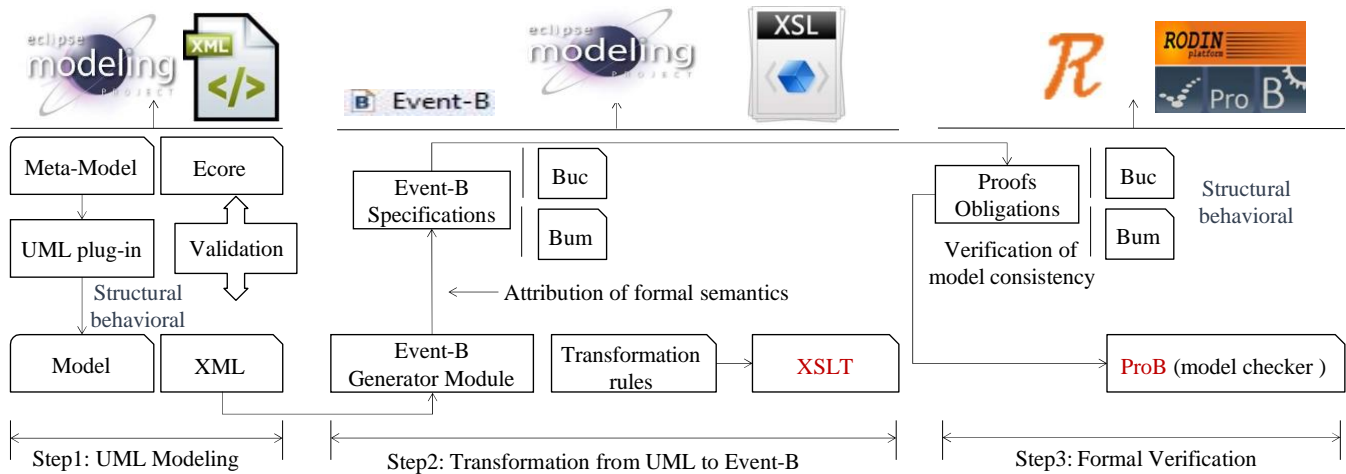 eclipse
modeling
PROJECT
XML
</>
Event-B
B
eclipse
modeling
PROJECT
XSL
R
RODIN
platform
Pro B
Meta-Model
Ecore
UML plug-in
Validation
Structural
behavioral
Model
XML
Event-B
Specifications
Buc
Bum
Attribution of formal semantics
Event-B
Generator Module
Transformation
rules
XSLT
Proofs
Obligations
Buc
Bum
Structural
behavioral
Verification of
model consistency
ProB (model checker )
Step1: UML Modeling
Step2: Transformation from UML to Event-B
Step3: Formal Verification